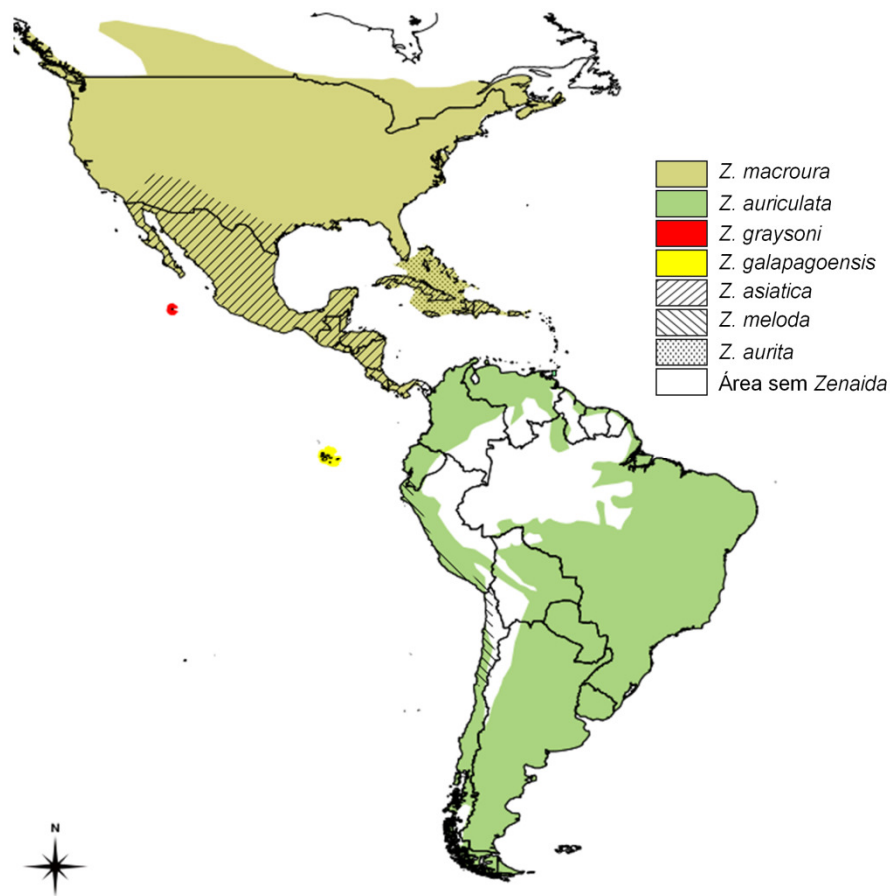 Z. macroura
Z. auriculata
Z. graysoni
Z. galapagoensis
Z. asiatica
Z. meloda
Z. aurita
Área sem Zenaida
N